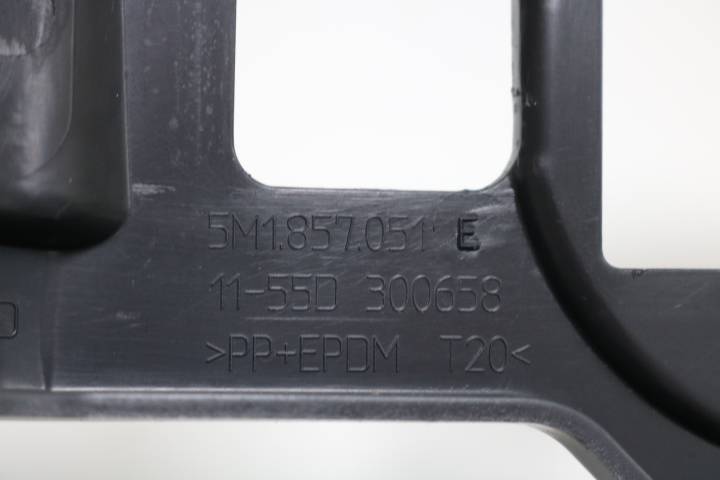 5M1.857.051 E
11-55D 300658
>PP+EPDM T20<